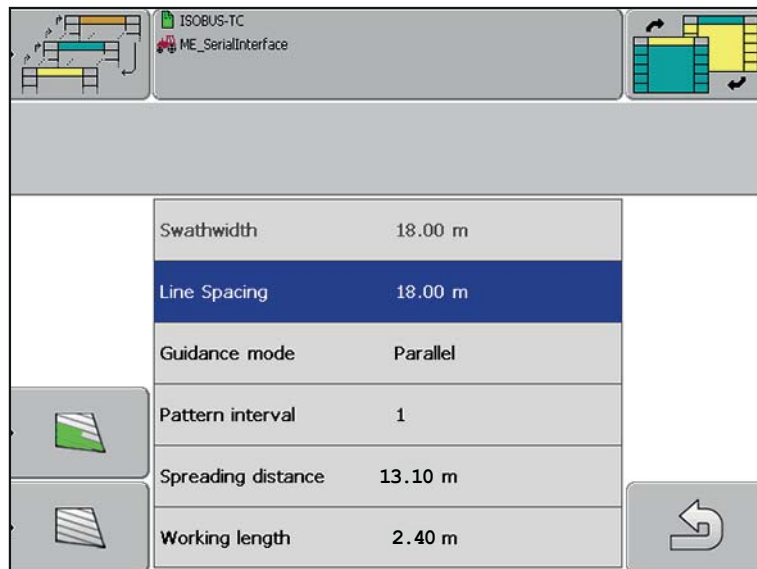 ISOBUS-TC
ME_SerialInterface
Swathwidth 18.00 m
Line Spacing 18.00 m
Guidance mode Parallel
Pattern interval 1
Spreading distance 13.10 m
Working length 2.40 m